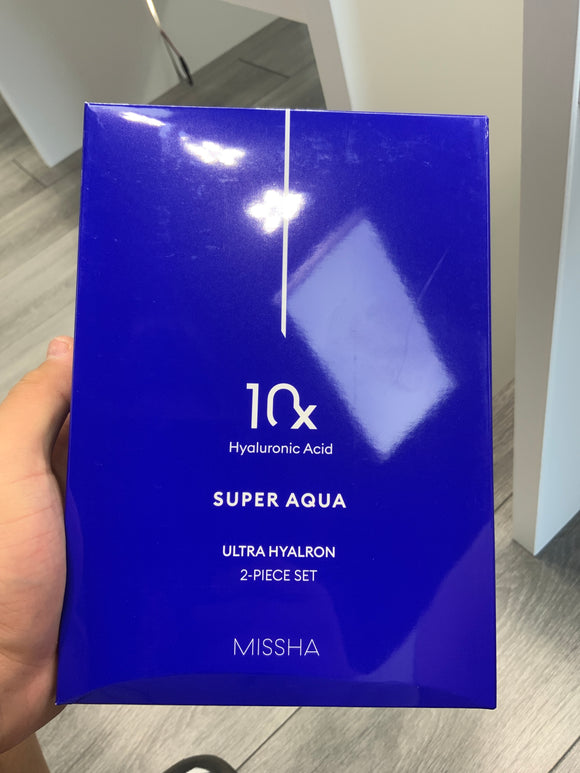 10x
Hyaluronic Acid
SUPER AQUA
ULTRA HYALRON
2-PIECE SET
MISSHA